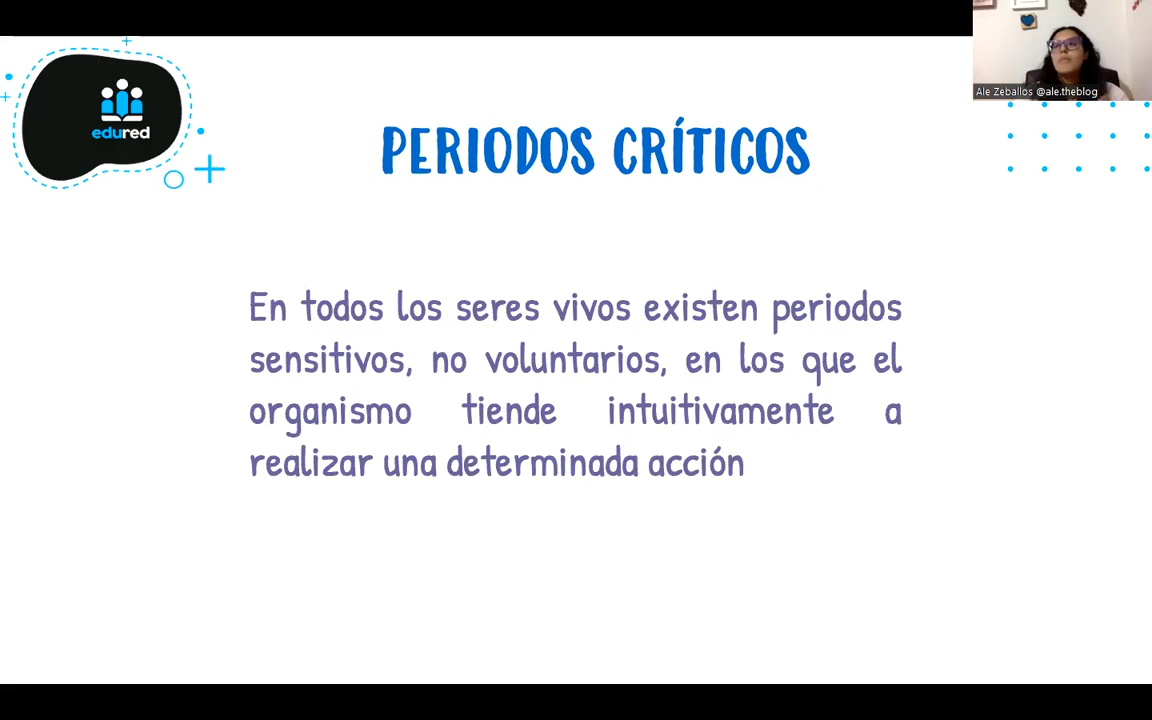 Ale Zeballos @ale.theblog
edured
PERIODOS CRÍTICOS
En todos los seres vivos existen periodos
sensitivos, no voluntarios, en los que el
organismo tiende intuitivamente a
realizar una determinada acción